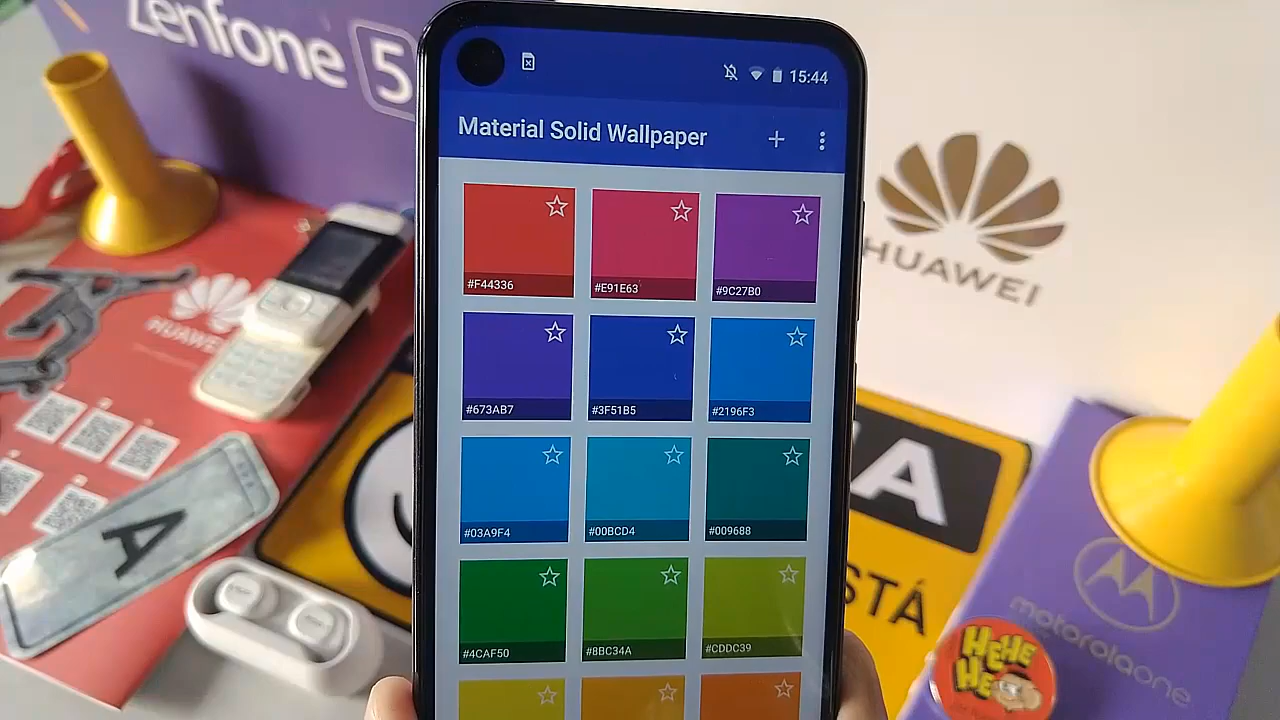 Zenfone 5
15:44
Material Solid Wallpaper
#F44336
#E91E63
#9C27B0
#673AB7
#3F51B5
#2196F3
#03A9F4
#00BCD4
#009688
#4CAF50
#8BC34A
#CDDC39
HUAWEI
HUAWEI
A
A
STÁ
motorola one
HEHE
HE